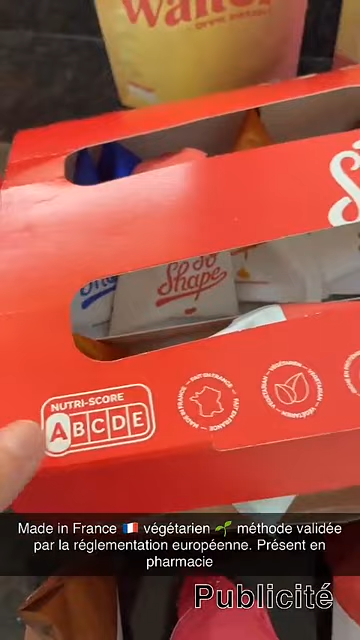 Waiter
So
Shape
NUTRI-SCORE
A B C D E
MADE IN FRANCE - FAIT EN FRANCE -
VÉGÉTARIEN - VEGETARIAN -
Made in France 🇫🇷 végétarien 🌱 méthode validée
par la réglementation européenne. Présent en
pharmacie
Publicité